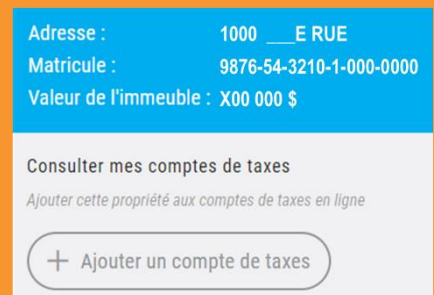 Adresse : 1000 ___E RUE
Matricule : 9876-54-3210-1-000-0000
Valeur de l'immeuble : X00 000 $
Consulter mes comptes de taxes
Ajouter cette propriété aux comptes de taxes en ligne
+ Ajouter un compte de taxes